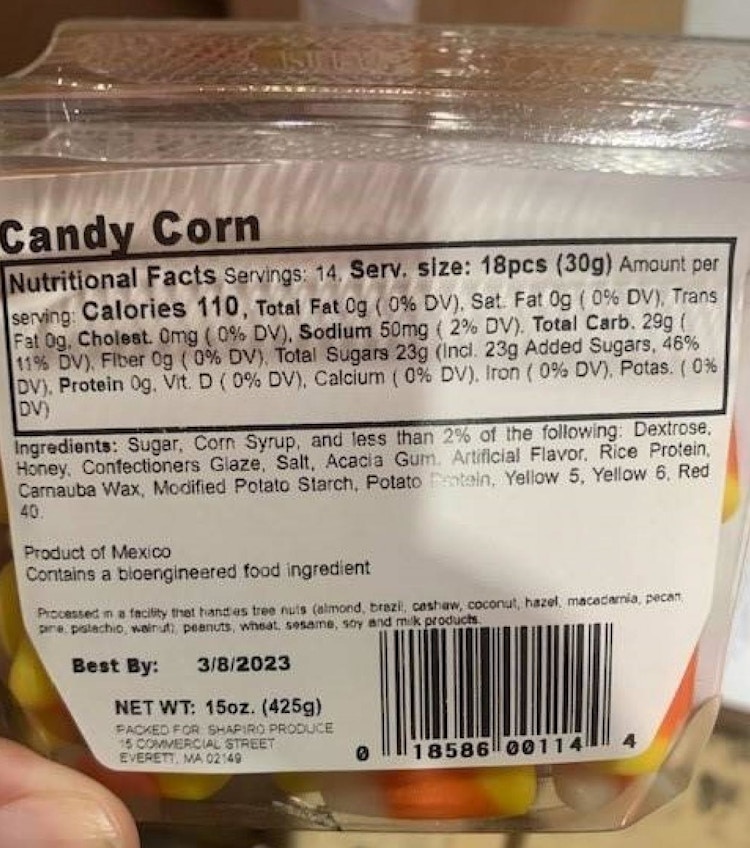 Candy Corn
Nutritional Facts Servings: 14, Serv. size: 18pcs (30g) Amount per
serving: Calories 110, Total Fat 0g ( 0% DV), Sat. Fat 0g ( 0% DV), Trans
Fat 0g, Cholest. 0mg ( 0% DV), Sodium 50mg ( 2% DV). Total Carb. 29g (
11% DV), Fiber 0g ( 0% DV), Total Sugars 23g (Incl. 23g Added Sugars, 46%
DV), Protein 0g, Vit. D ( 0% DV), Calcium ( 0% DV), Iron ( 0% DV), Potas. ( 0%
DV)
Ingredients: Sugar, Corn Syrup, and less than 2% of the following: Dextrose,
Honey, Confectioners Glaze, Salt, Acacia Gum, Artificial Flavor, Rice Protein,
Carnauba Wax, Modified Potato Starch, Potato Protein, Yellow 5, Yellow 6, Red
40.
Product of Mexico
Contains a bioengineered food ingredient
Processed in a facility that handles tree nuts (almond, brazil, cashew, coconut, hazel, macadamia, pecan,
pine, pistachio, walnut), peanuts, wheat, sesame, soy and milk products.
Best By: 3/8/2023
NET WT: 15oz. (425g)
PACKED FOR: SHAPIRO PRODUCE
15 COMMERCIAL STREET
EVERETT, MA 02149
0 18586 00114 4